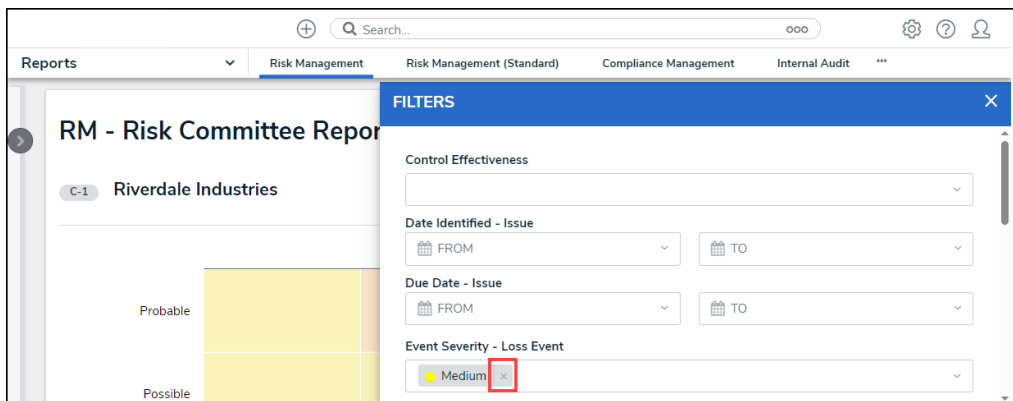 Search...
Reports
Risk Management
Risk Management (Standard)
Compliance Management
Internal Audit
FILTERS
RM - Risk Committee Repor
Control Effectiveness
C-1 Riverdale Industries
Date Identified - Issue
FROM TO
Due Date - Issue
FROM TO
Probable
Event Severity - Loss Event
Medium ×
Possible